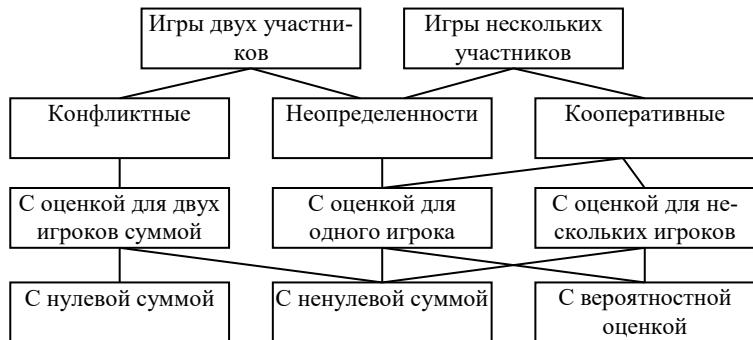 Игры двух участни-
ков
Игры нескольких
участников
Конфликтные
Неопределенности
Кооперативные
С оценкой для двух
игроков суммой
С оценкой для
одного игрока
С оценкой для не-
скольких игроков
С нулевой суммой
С ненулевой суммой
С вероятностной
оценкой